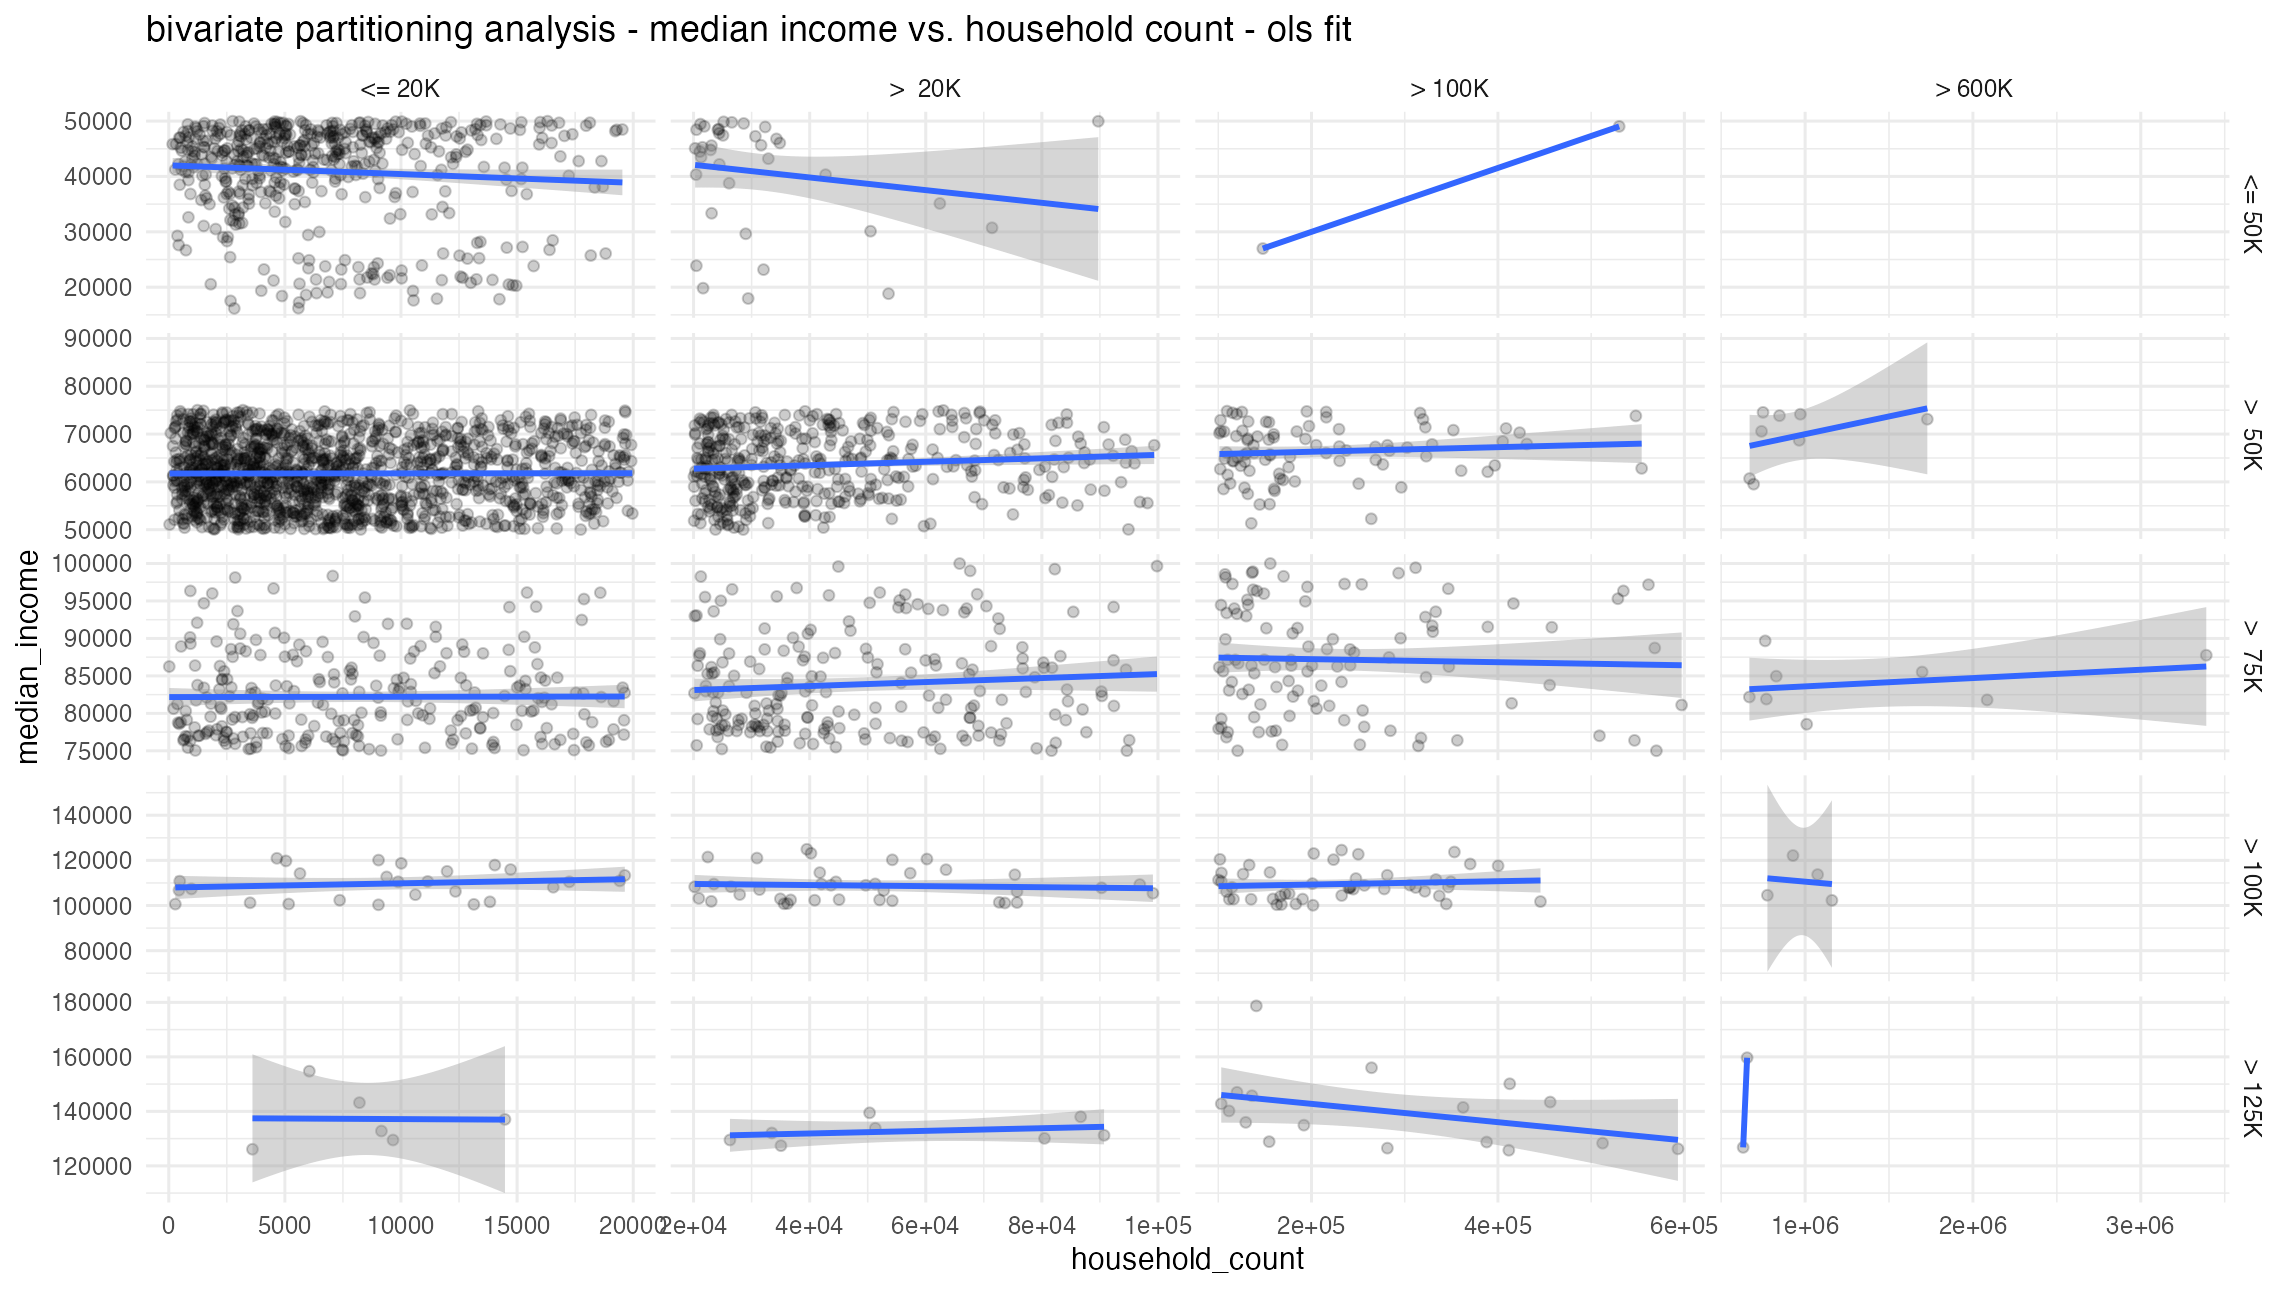 bivariate partitioning analysis - median income vs. household count - ols fit
<= 20K
> 20K
> 100K
> 600K
50000
40000
30000
20000
<= 50K
90000
80000
70000
60000
50000
> 50K
100000
95000
90000
85000
80000
75000
> 75K
median_income
140000
120000
100000
80000
> 100K
180000
160000
140000
120000
> 125K
0 5000 10000 15000 20000 2e+04 4e+04 6e+04 8e+04 1e+05 2e+05 4e+05 6e+05 1e+06 2e+06 3e+06
household_count